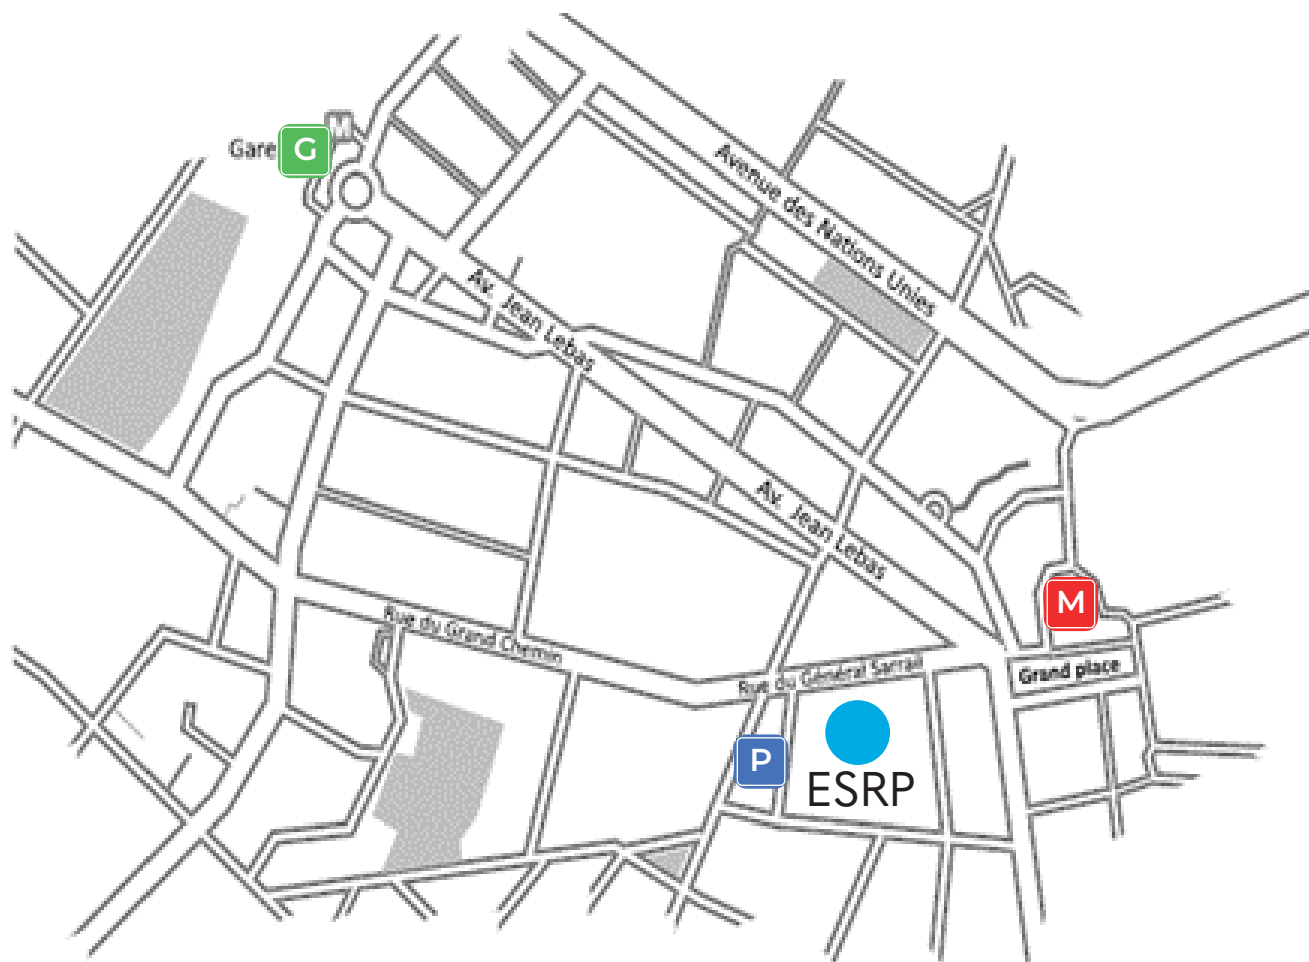 M
Gare
G
Avenue des Nations Unies
Av. Jean Lebas
Av. Jean Lebas
M
Rue du Grand Chemin
Rue du Général Sarrail
Grand place
P
ESRP